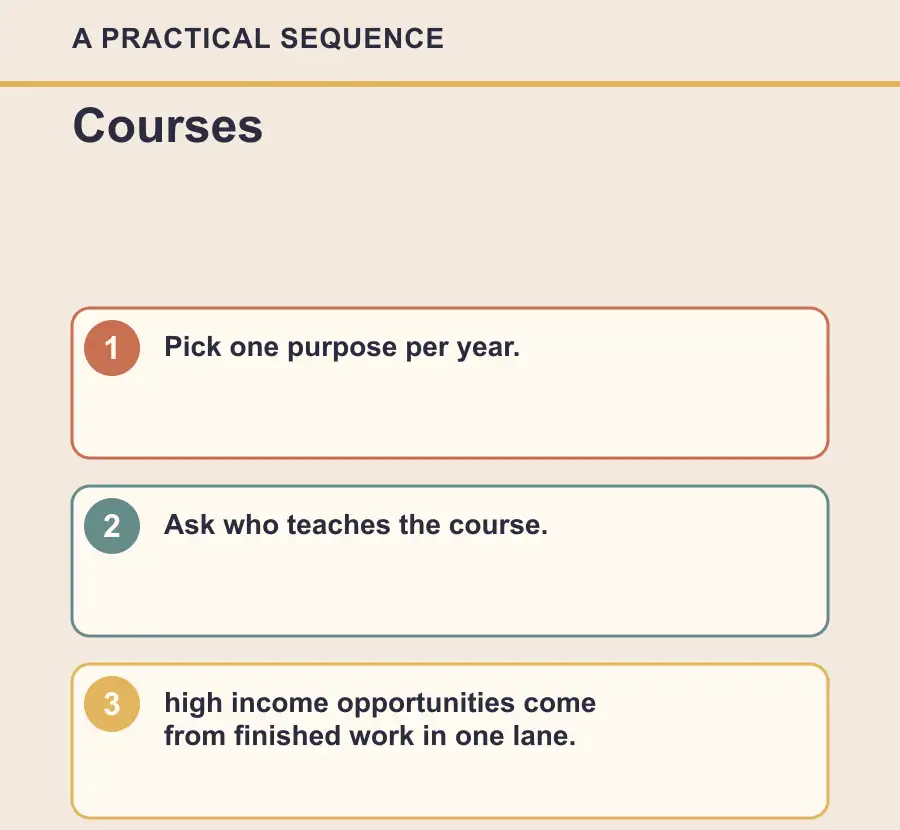 A PRACTICAL SEQUENCE
Courses
1
Pick one purpose per year.
2
Ask who teaches the course.
3
high income opportunities come
from finished work in one lane.